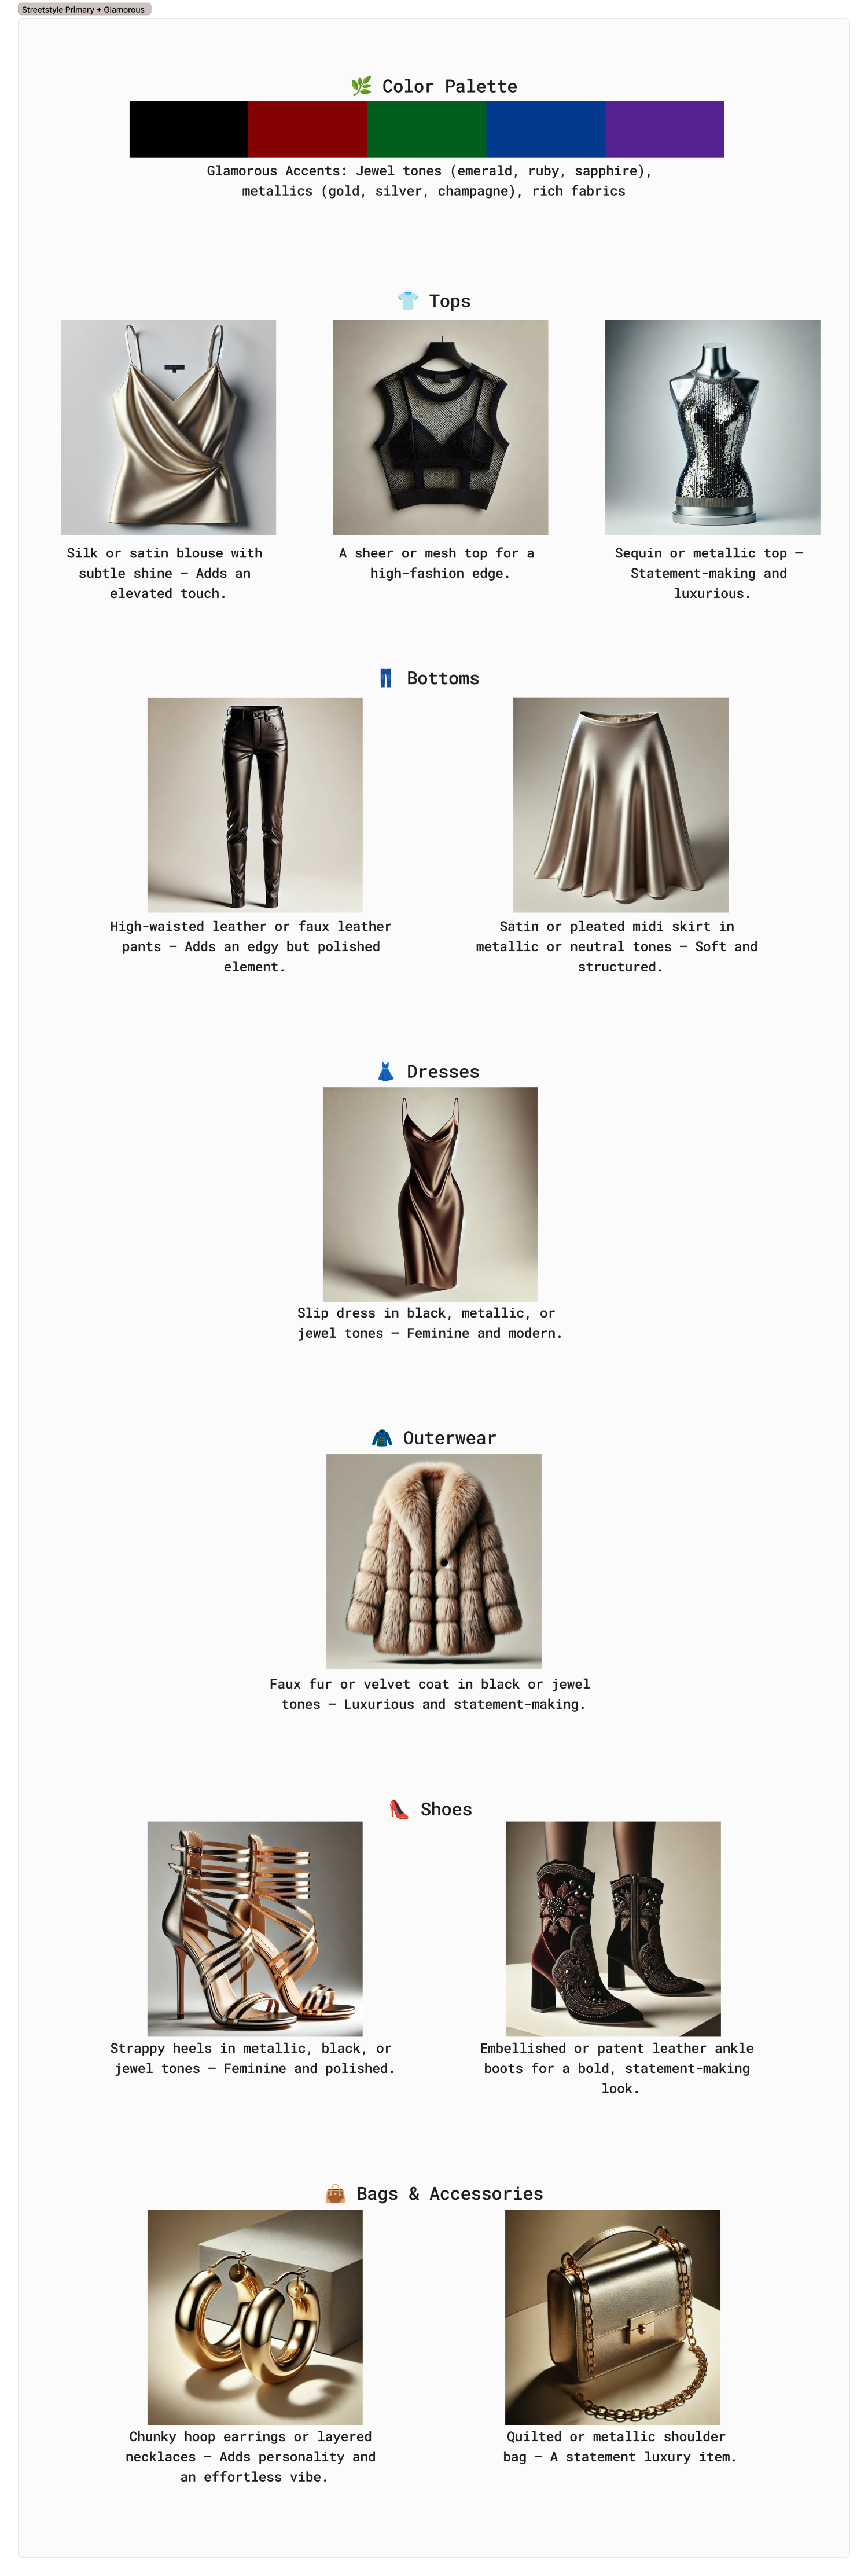 Streetstyle Primary + Glamorous
🌿 Color Palette
Glamorous Accents: Jewel tones (emerald, ruby, sapphire),
metallics (gold, silver, champagne), rich fabrics
👕 Tops
Silk or satin blouse with
subtle shine – Adds an
elevated touch.
A sheer or mesh top for a
high-fashion edge.
Sequin or metallic top –
Statement-making and
luxurious.
👖 Bottoms
High-waisted leather or faux leather
pants – Adds an edgy but polished
element.
Satin or pleated midi skirt in
metallic or neutral tones – Soft and
structured.
👗 Dresses
Slip dress in black, metallic, or
jewel tones – Feminine and modern.
🧥 Outerwear
Faux fur or velvet coat in black or jewel
tones – Luxurious and statement-making.
👠 Shoes
Strappy heels in metallic, black, or
jewel tones – Feminine and polished.
Embellished or patent leather ankle
boots for a bold, statement-making
look.
👜 Bags & Accessories
Chunky hoop earrings or layered
necklaces – Adds personality and
an effortless vibe.
Quilted or metallic shoulder
bag – A statement luxury item.